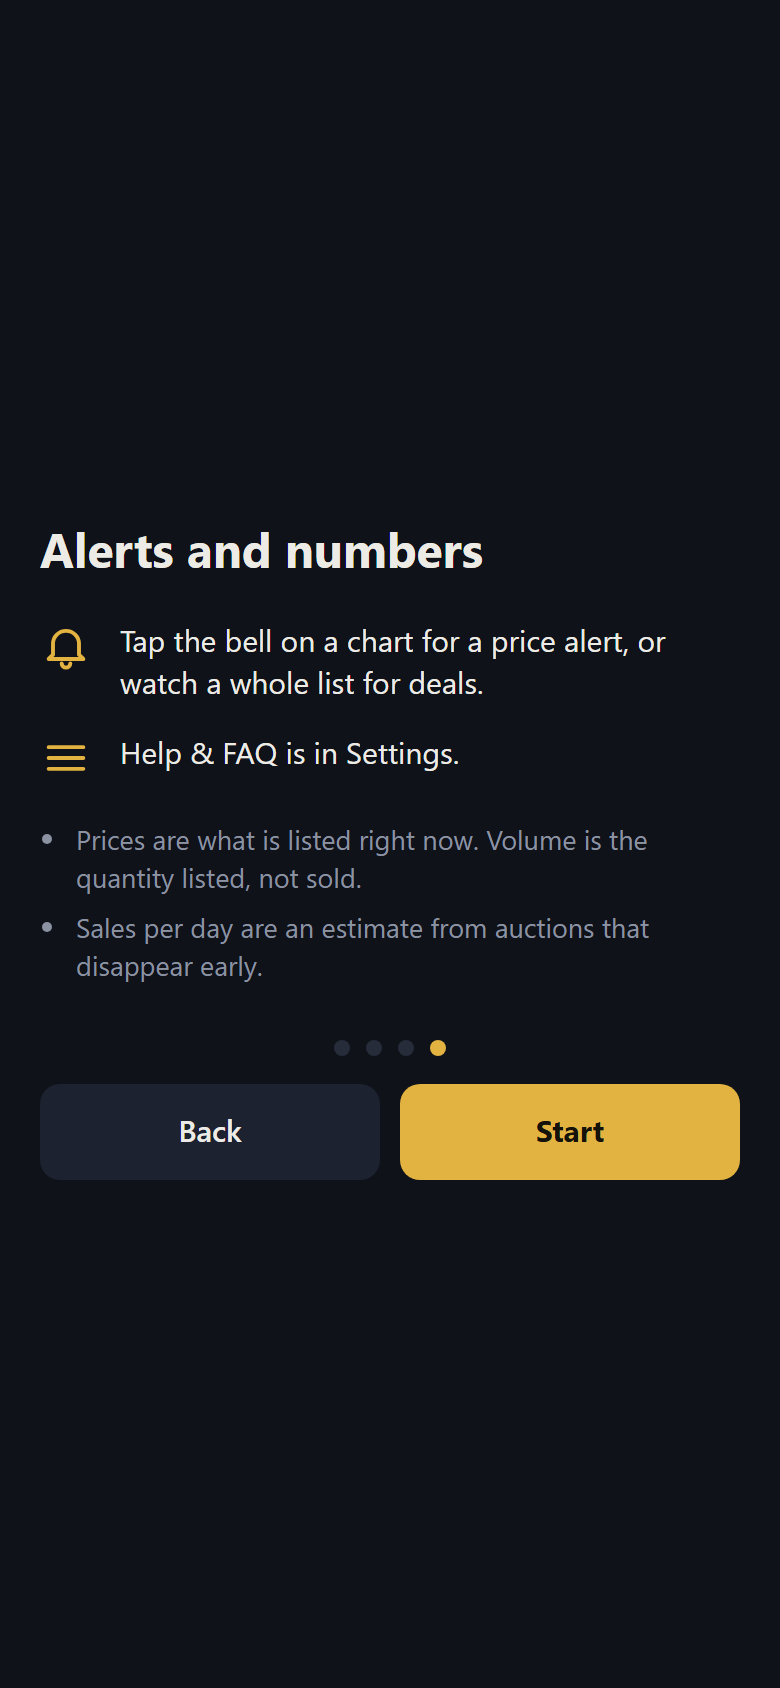 Alerts and numbers
Tap the bell on a chart for a price alert, or
watch a whole list for deals.
Help & FAQ is in Settings.
Prices are what is listed right now. Volume is the
quantity listed, not sold.
Sales per day are an estimate from auctions that
disappear early.
Back
Start